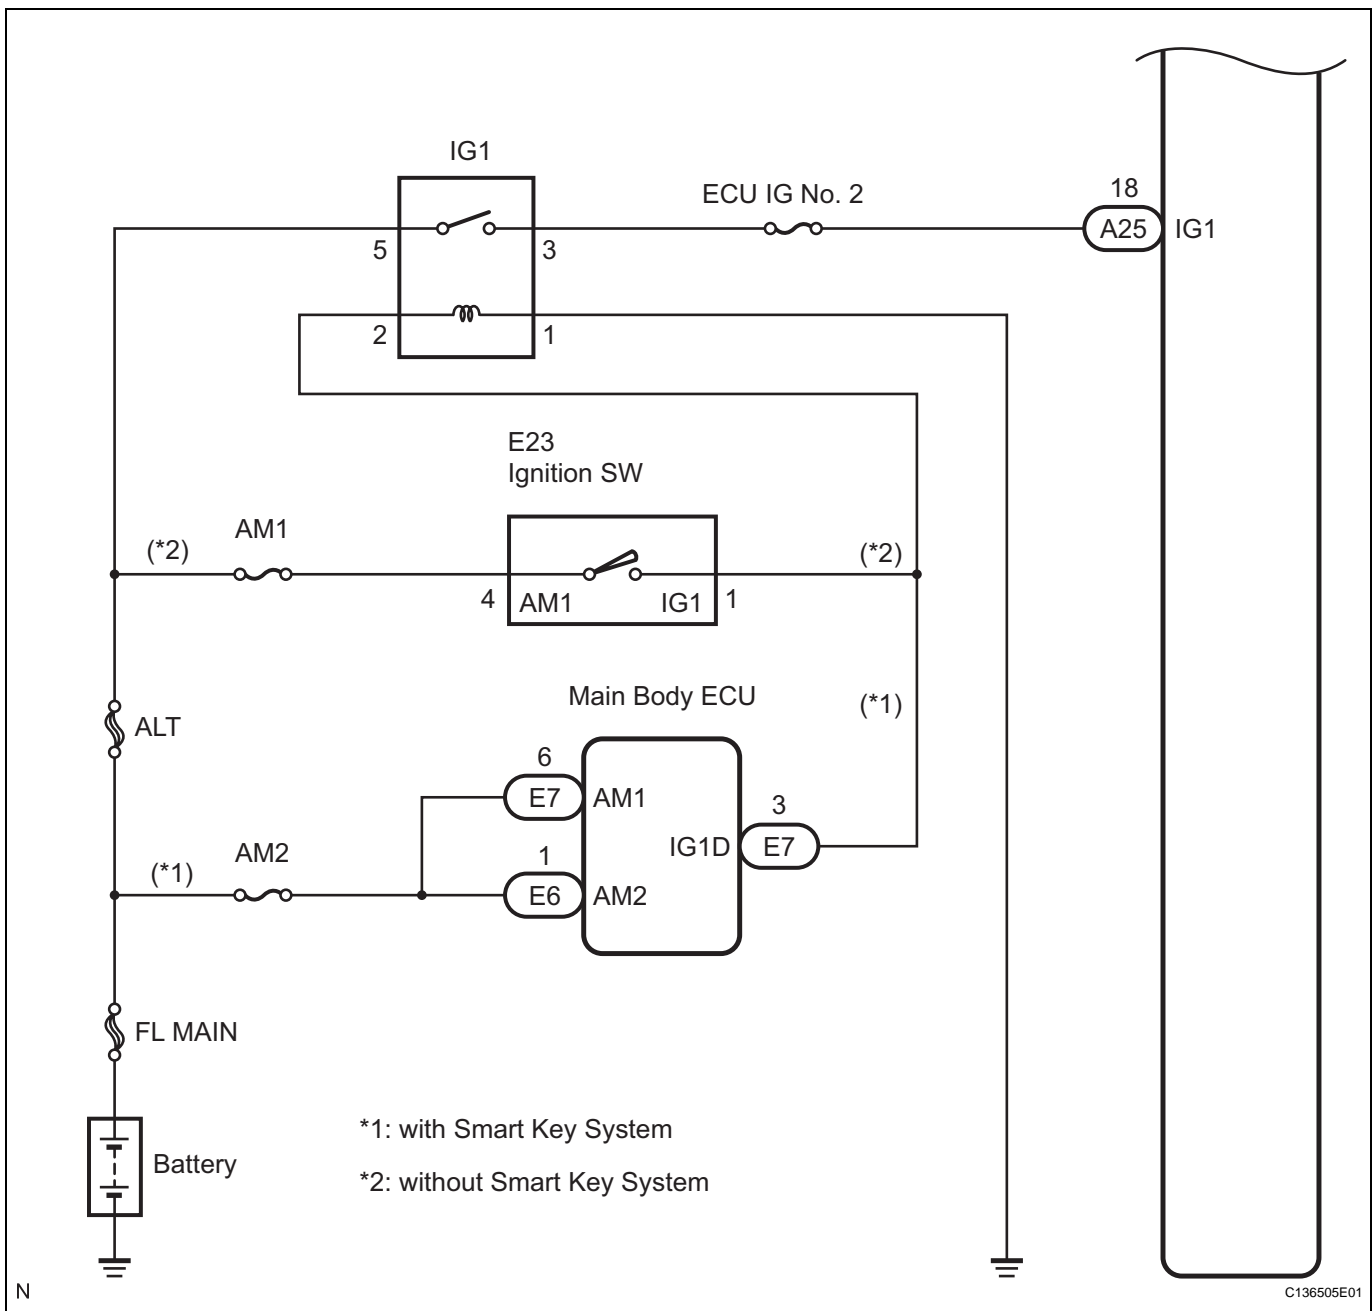 IG1
ECU IG No. 2
18
5
3
A25
IG1
2
1
E23
Ignition SW
AM1
(*2)
(*2)
4
AM1
IG1
1
Main Body ECU
(*1)
ALT
6
E7
AM1
3
IG1D
E7
AM2
1
(*1)
E6
AM2
FL MAIN
*1: with Smart Key System
Battery
*2: without Smart Key System
N
C136505E01